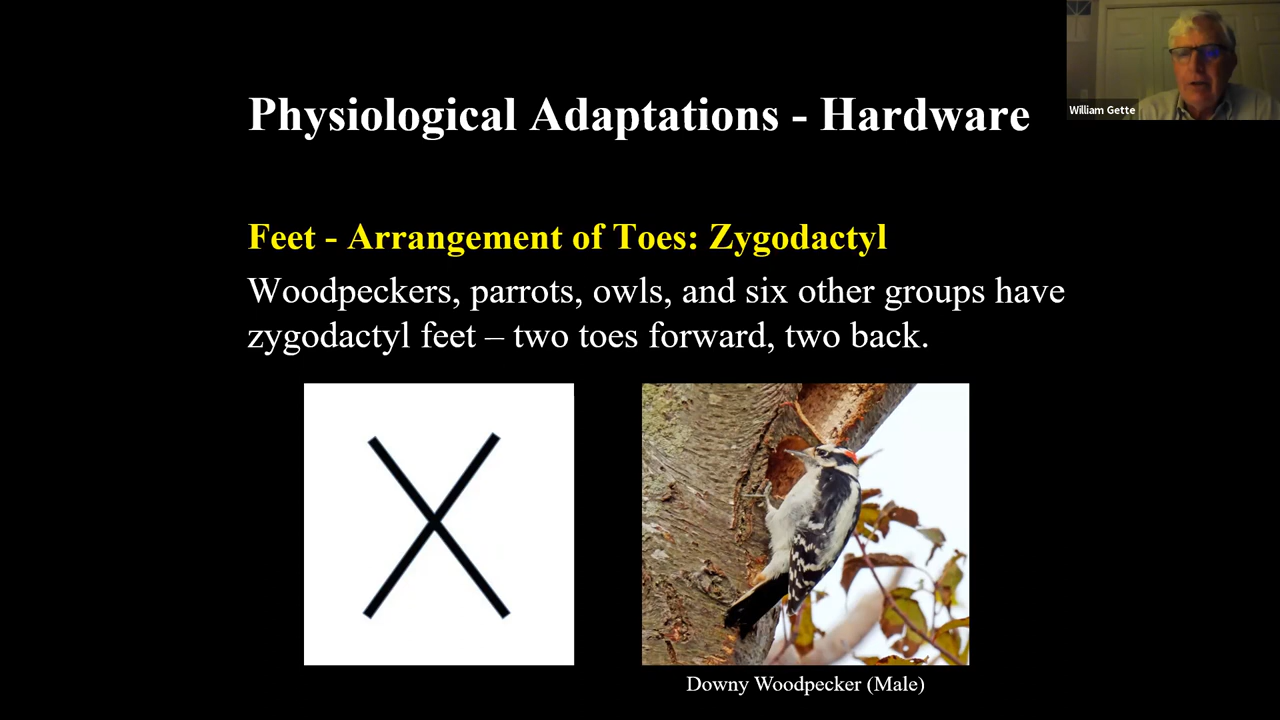 Physiological Adaptations - Hardware
William Gette
Feet - Arrangement of Toes: Zygodactyl
Woodpeckers, parrots, owls, and six other groups have
zygodactyl feet – two toes forward, two back.
Downy Woodpecker (Male)